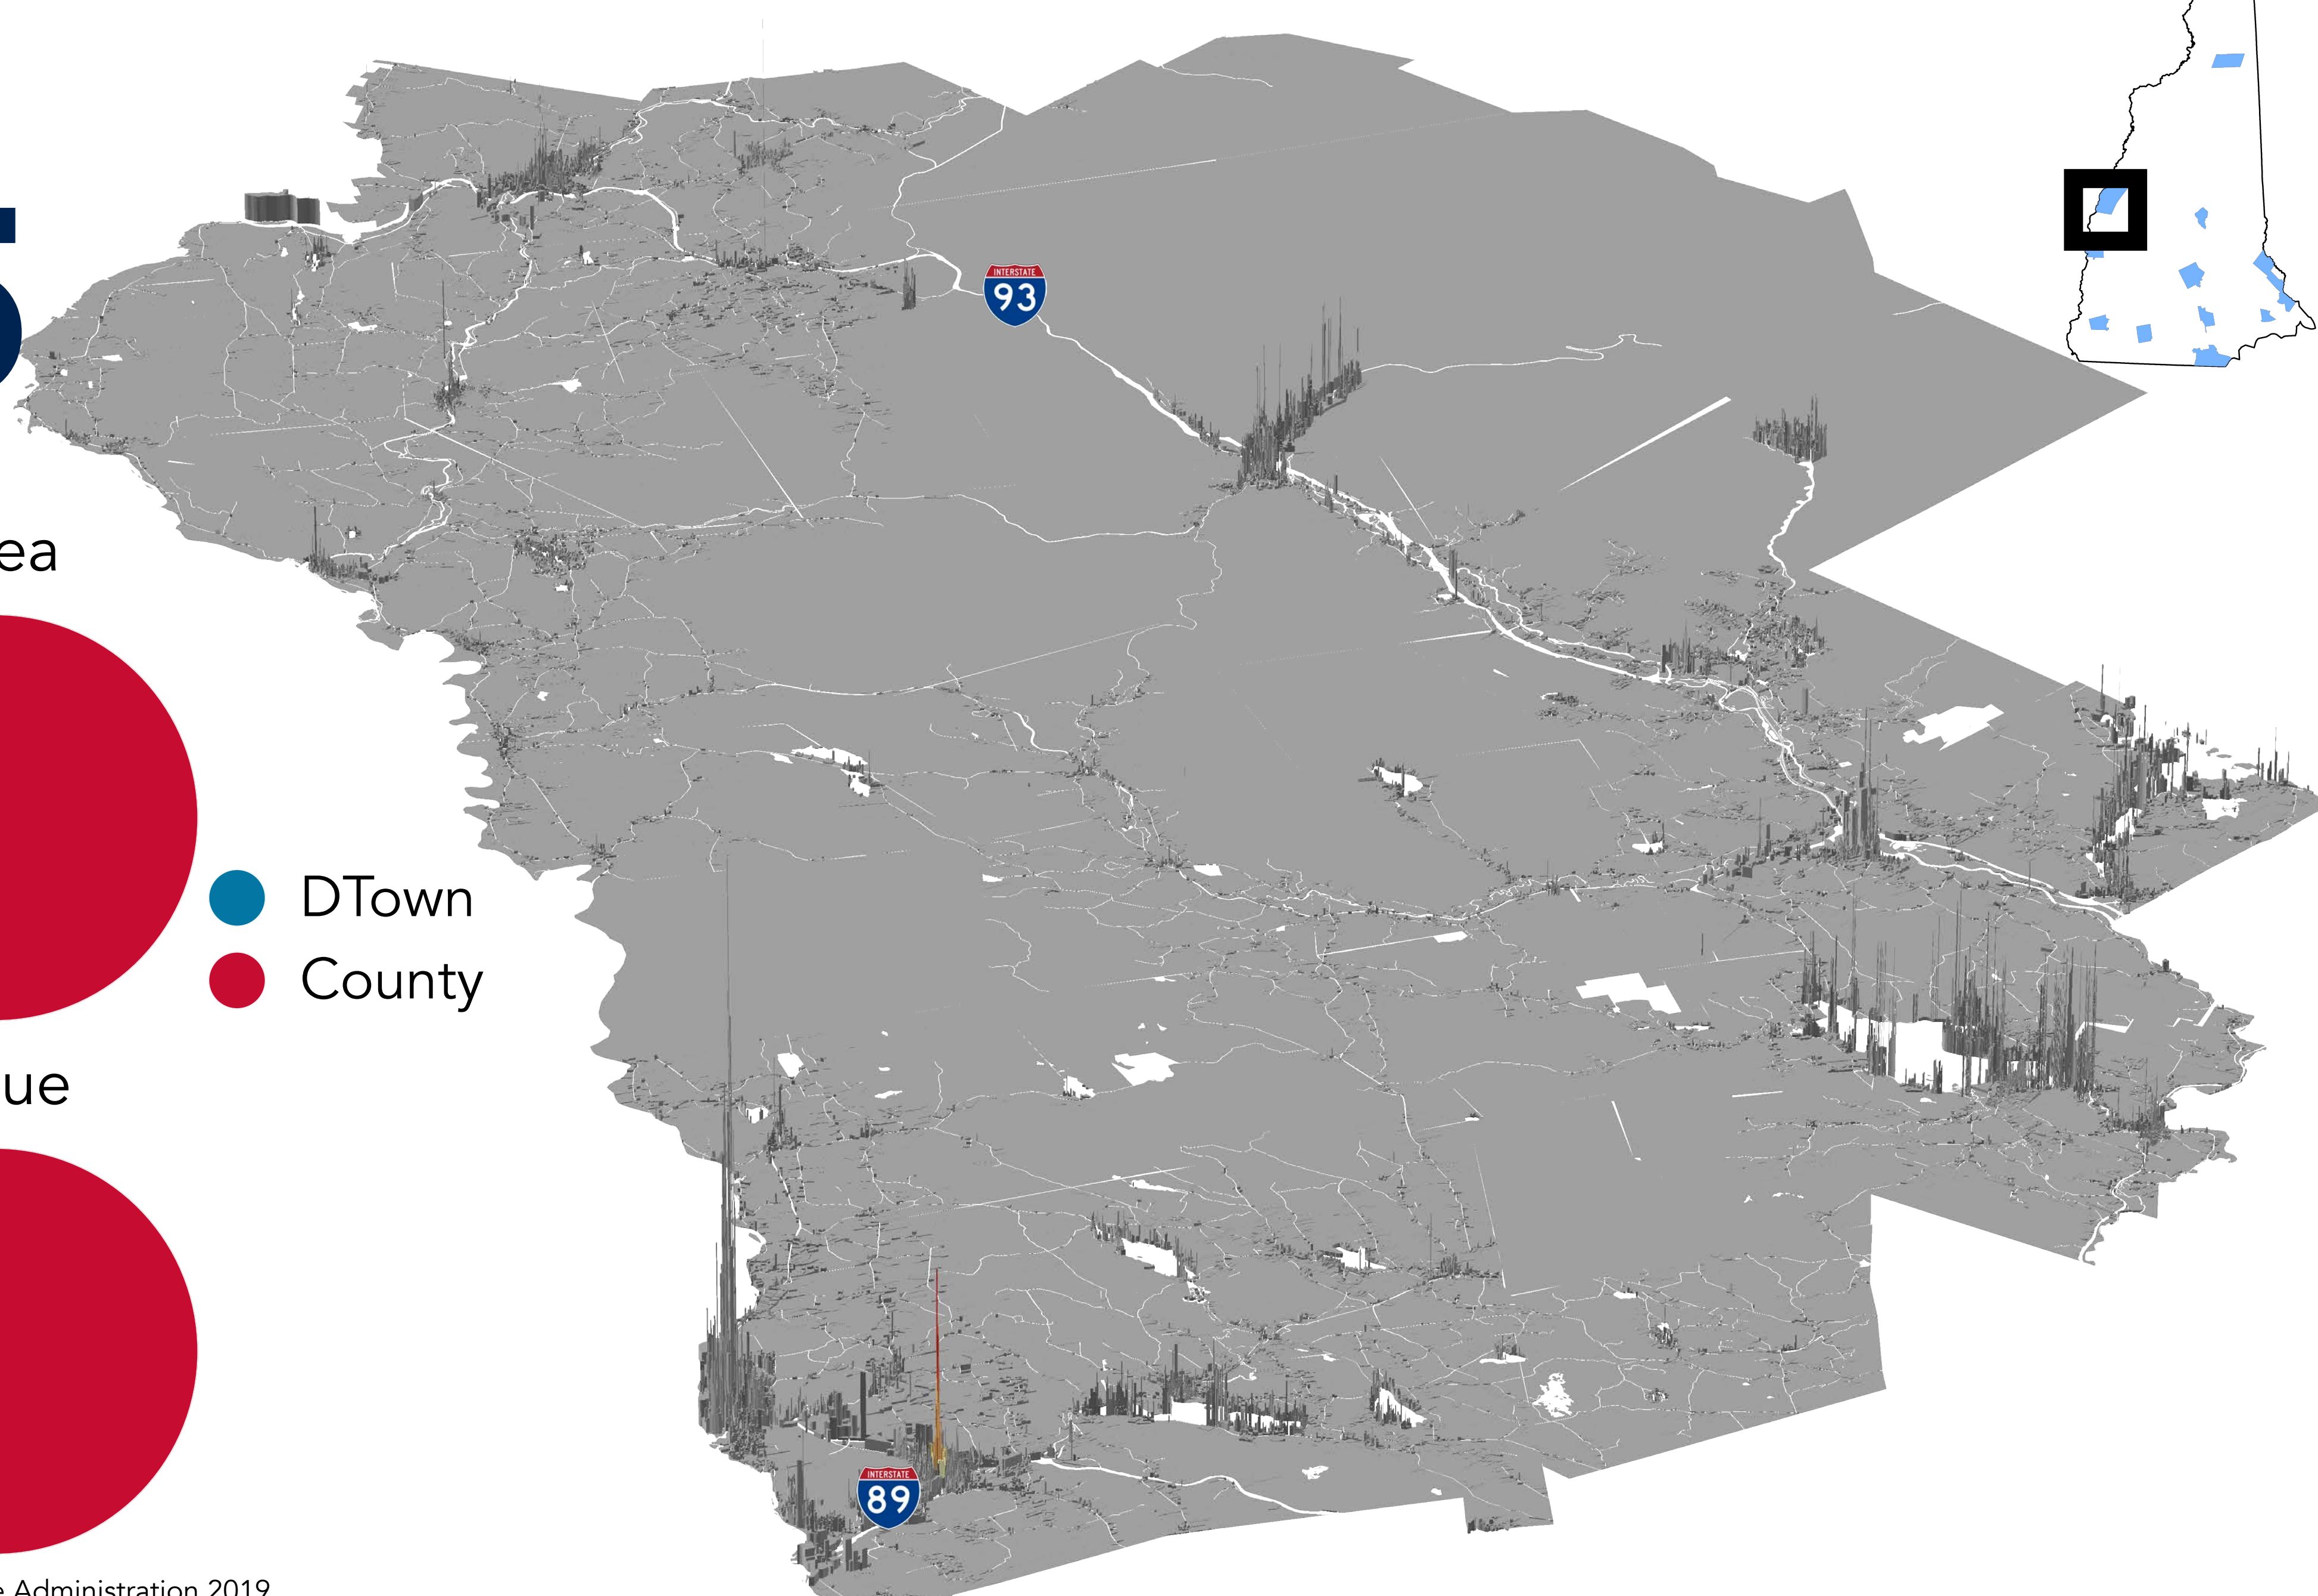 INTERSTATE
93
ea
DTown
County
ue
INTERSTATE
89
e Administration 2019